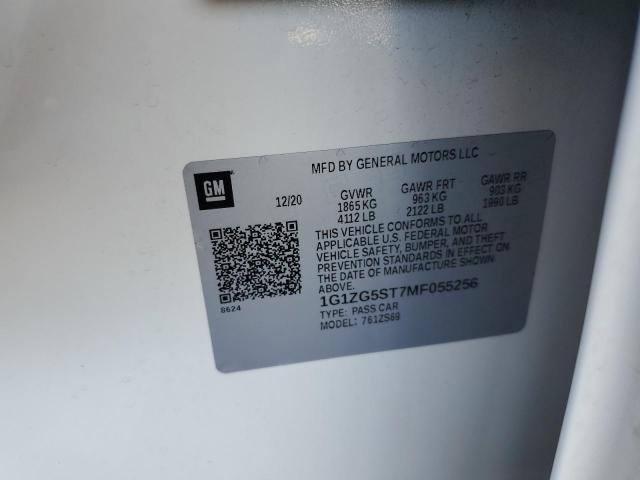 MFD BY GENERAL MOTORS LLC
GM
12/20
GVWR GAWR FRT GAWR RR
1865 KG 963 KG 903 KG
4112 LB 2122 LB 1990 LB
THIS VEHICLE CONFORMS TO ALL
APPLICABLE U.S. FEDERAL MOTOR
VEHICLE SAFETY, BUMPER, AND THEFT
PREVENTION STANDARDS IN EFFECT ON
THE DATE OF MANUFACTURE SHOWN ABOVE.
1G1ZG5ST7MF055256
TYPE: PASS CAR
MODEL: 761ZS69
8624